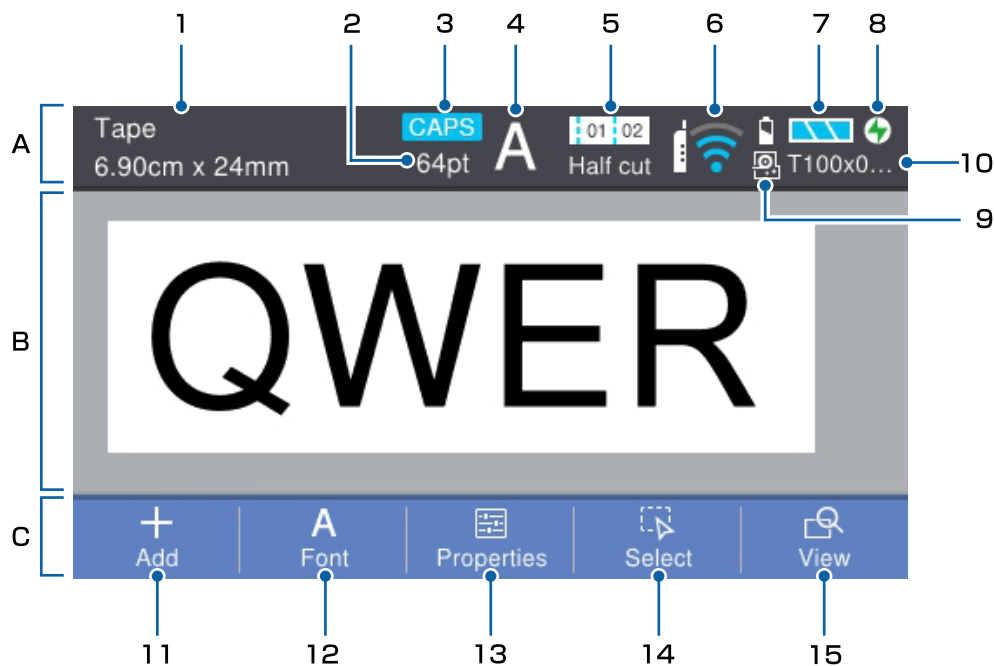 1 2 3 4 5 6 7 8
A
Tape CAPS A 01 02
6.90cm x 24mm 64pt Half cut T100x0... 10
9
B
QWER
C
A
Add Font Properties Select View
11 12 13 14 15